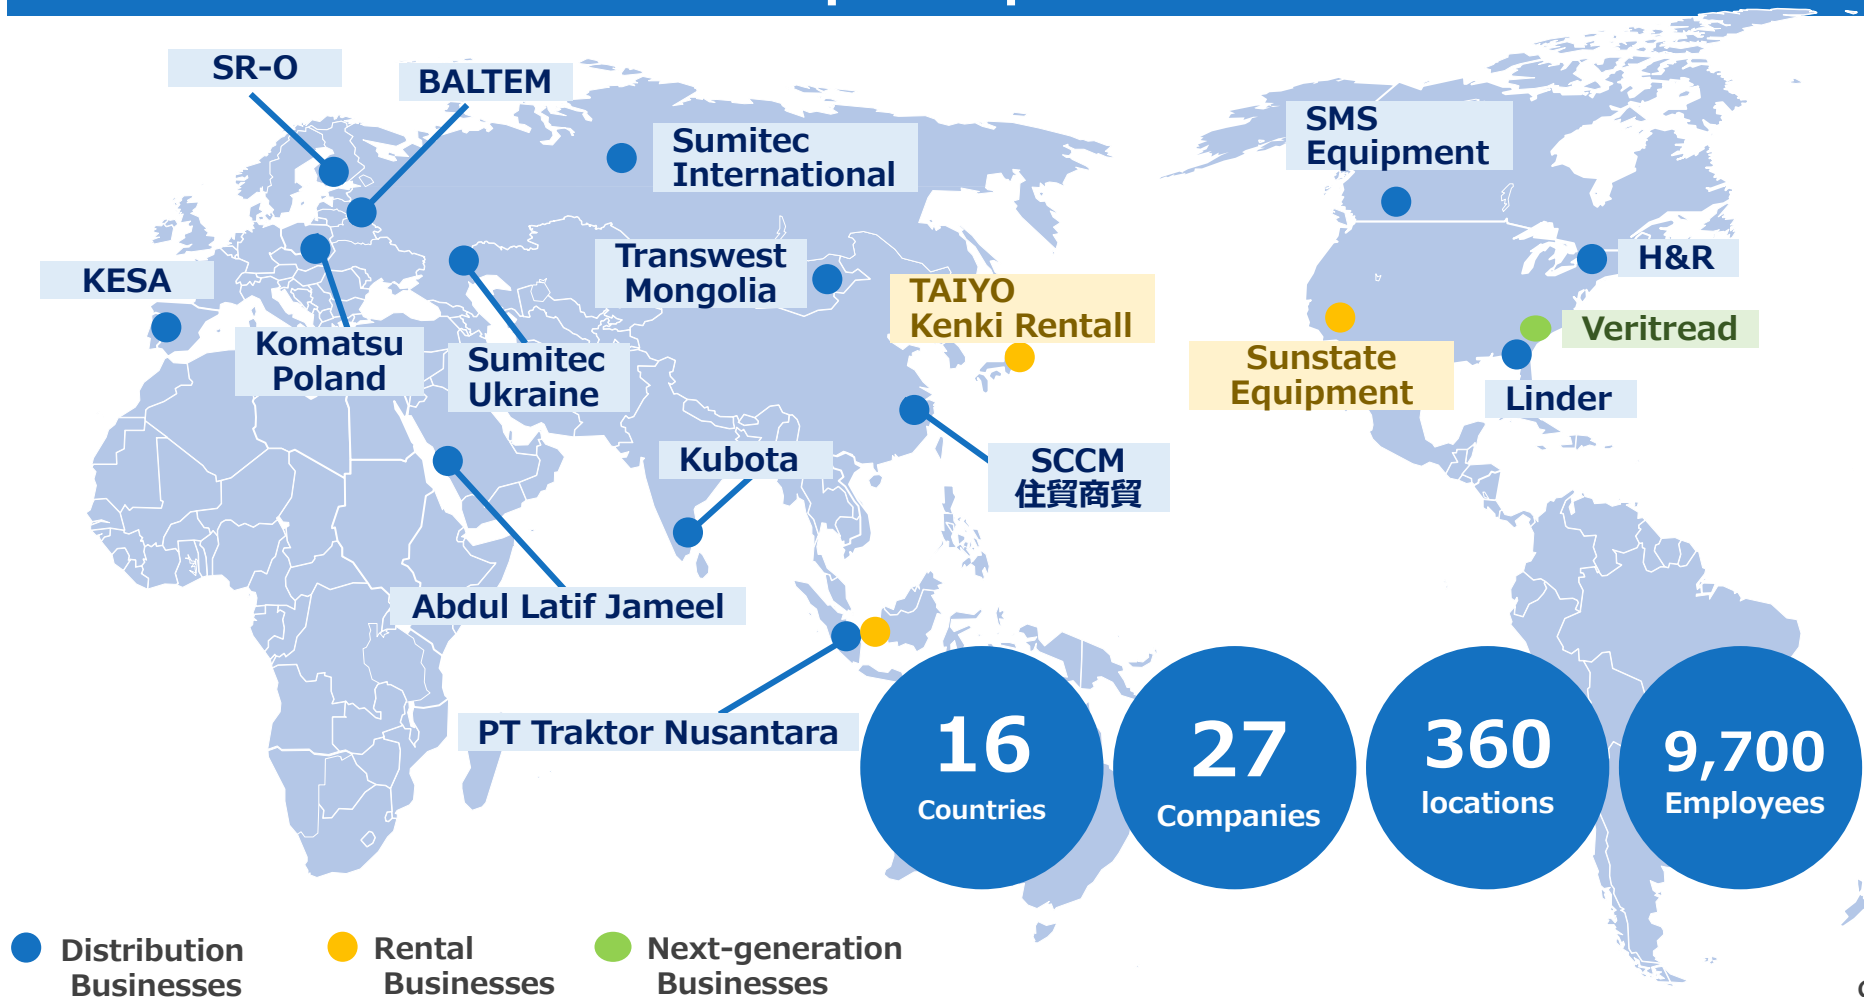 SR-O
BALTEM
Sumitec
International
SMS
Equipment
KESA
Transwest
Mongolia
H&R
TAIYO
Kenki Rentall
Veritread
Komatsu
Poland
Sumitec
Ukraine
Sunstate
Equipment
Linder
Kubota
SCCM
住貿商貿
Abdul Latif Jameel
PT Traktor Nusantara
16
Countries
27
Companies
360
locations
9,700
Employees
Distribution
Businesses
Rental
Businesses
Next-generation
Businesses